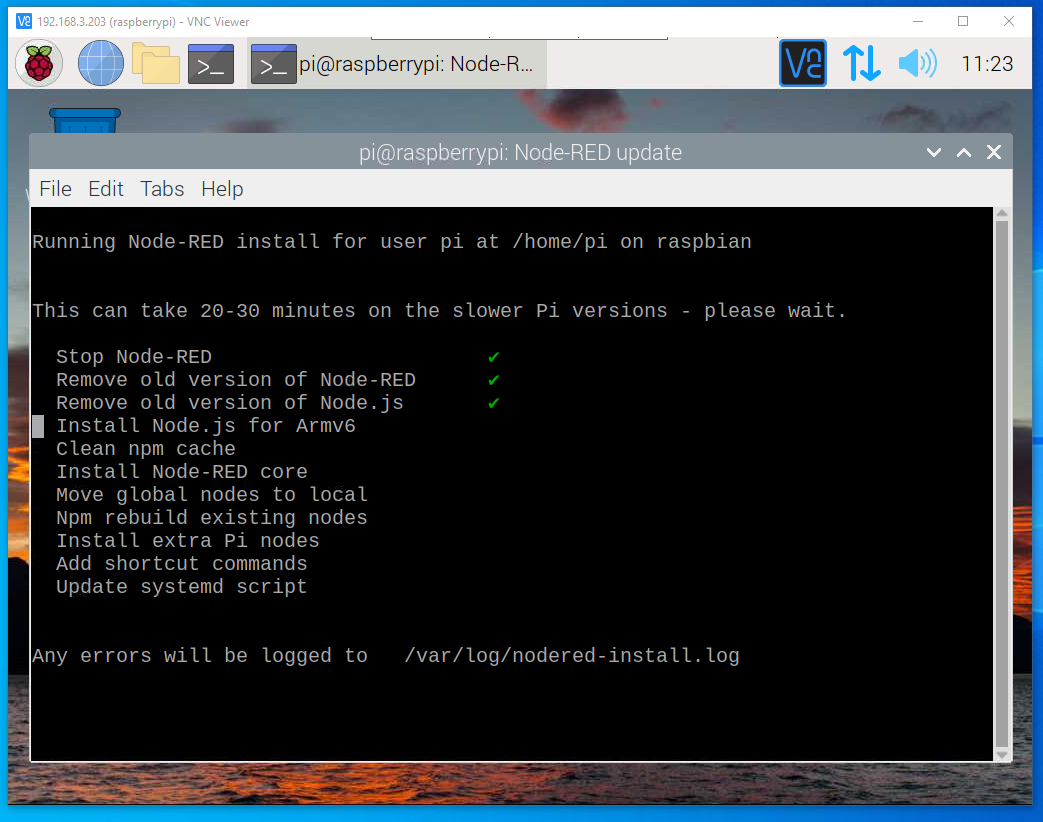 192.168.3.203 (raspberrypi) - VNC Viewer
pi@raspberrypi: Node-R...
11:23
pi@raspberrypi: Node-RED update
File Edit Tabs Help
Running Node-RED install for user pi at /home/pi on raspbian
This can take 20-30 minutes on the slower Pi versions - please wait.
Stop Node-RED ✔
Remove old version of Node-RED ✔
Remove old version of Node.js ✔
Install Node.js for Armv6
Clean npm cache
Install Node-RED core
Move global nodes to local
Npm rebuild existing nodes
Install extra Pi nodes
Add shortcut commands
Update systemd script
Any errors will be logged to /var/log/nodered-install.log